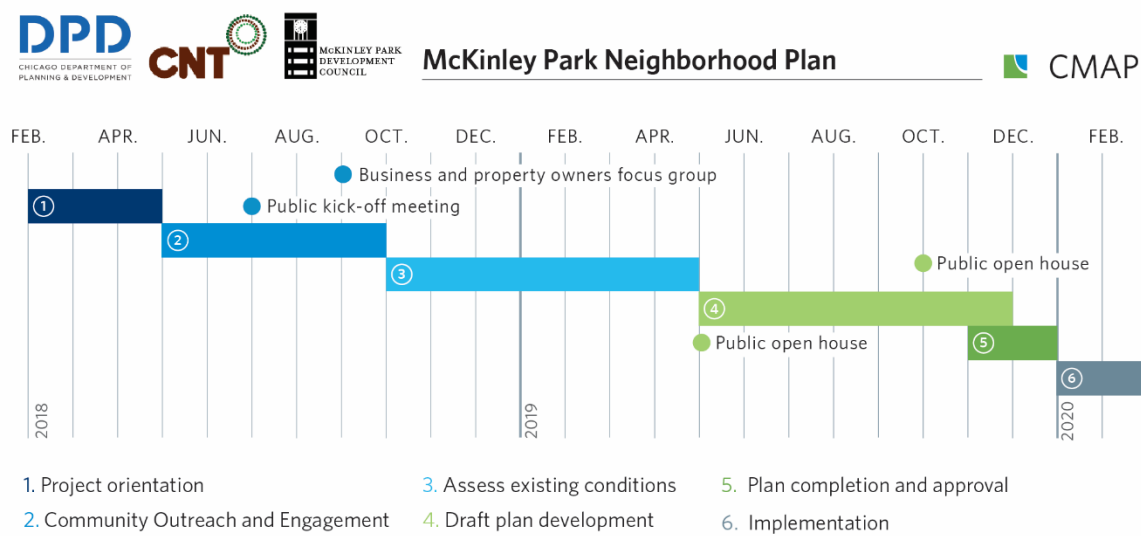 DPD
CHICAGO DEPARTMENT OF
PLANNING & DEVELOPMENT
CNT
McKINLEY PARK
DEVELOPMENT
COUNCIL
McKinley Park Neighborhood Plan
CMAP
FEB. APR. JUN. AUG. OCT. DEC. FEB. APR. JUN. AUG. OCT. DEC. FEB.
Business and property owners focus group
1
Public kick-off meeting
2
3
Public open house
4
Public open house
5
6
2018
2019
2020
1. Project orientation
2. Community Outreach and Engagement
3. Assess existing conditions
4. Draft plan development
5. Plan completion and approval
6. Implementation